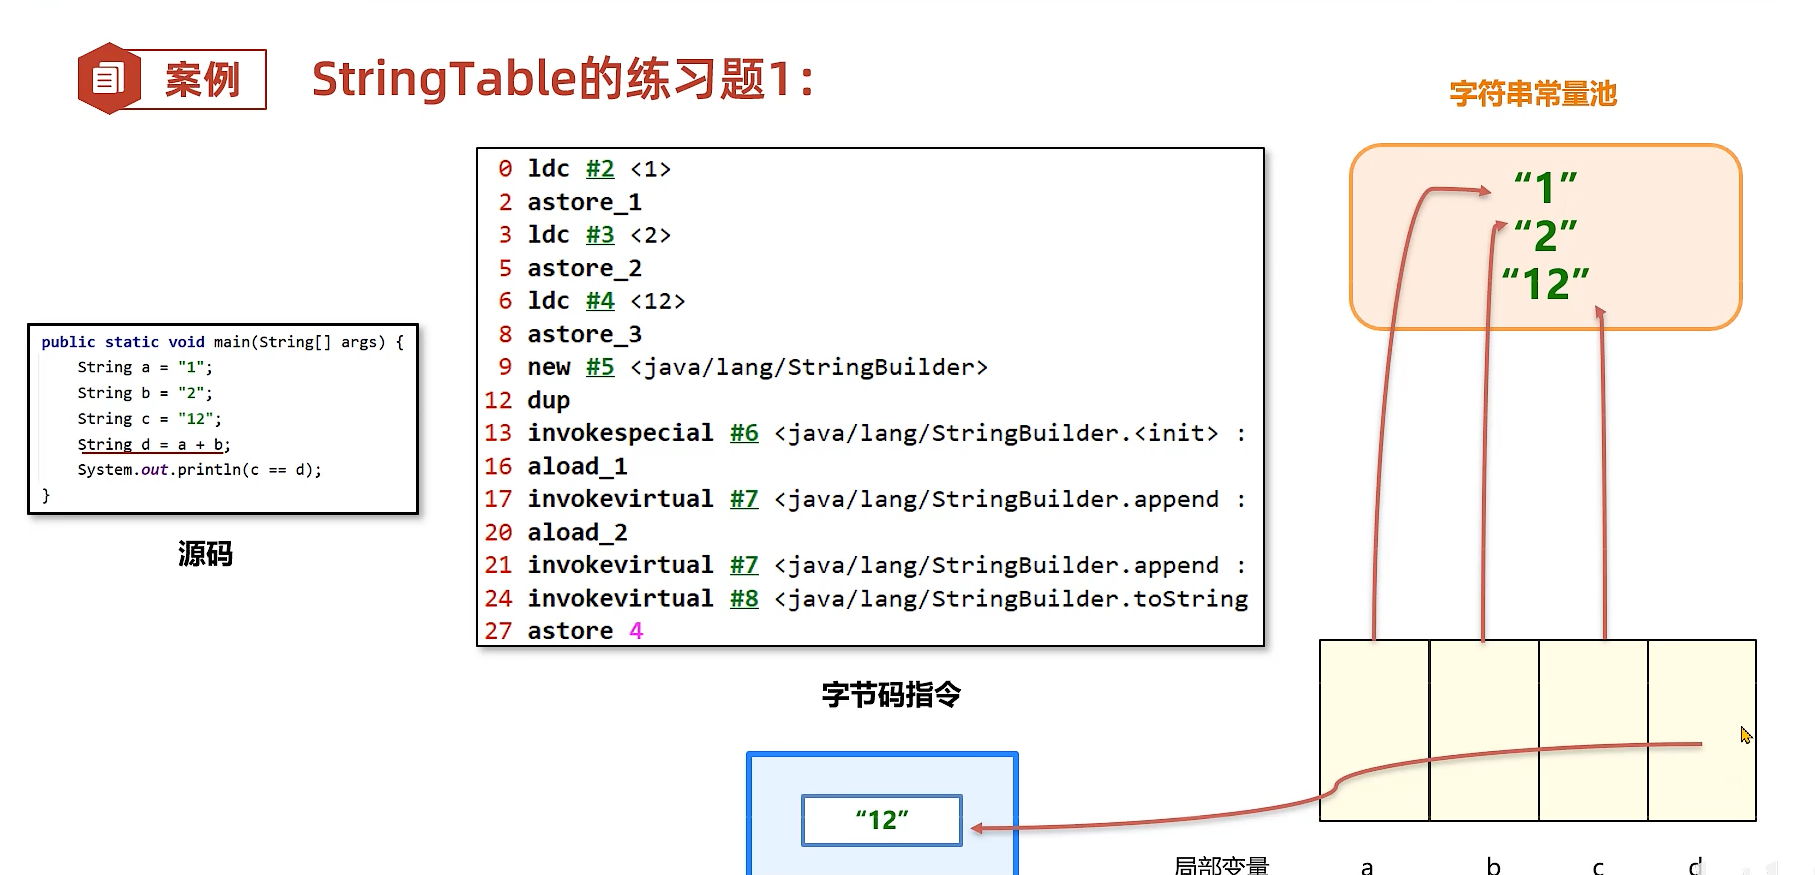 案例
StringTable的练习题1：
字符串常量池
“1”
“2”
“12”
public static void main(String[] args) {
String a = "1";
String b = "2";
String c = "12";
String d = a + b;
System.out.println(c == d);
}
源码
0 ldc #2 <1>
2 astore_1
3 ldc #3 <2>
5 astore_2
6 ldc #4 <12>
8 astore_3
9 new #5 <java/lang/StringBuilder>
12 dup
13 invokespecial #6 <java/lang/StringBuilder.<init> :
16 aload_1
17 invokevirtual #7 <java/lang/StringBuilder.append :
20 aload_2
21 invokevirtual #7 <java/lang/StringBuilder.append :
24 invokevirtual #8 <java/lang/StringBuilder.toString
27 astore 4
字节码指令
“12”
局部变量 a b c d